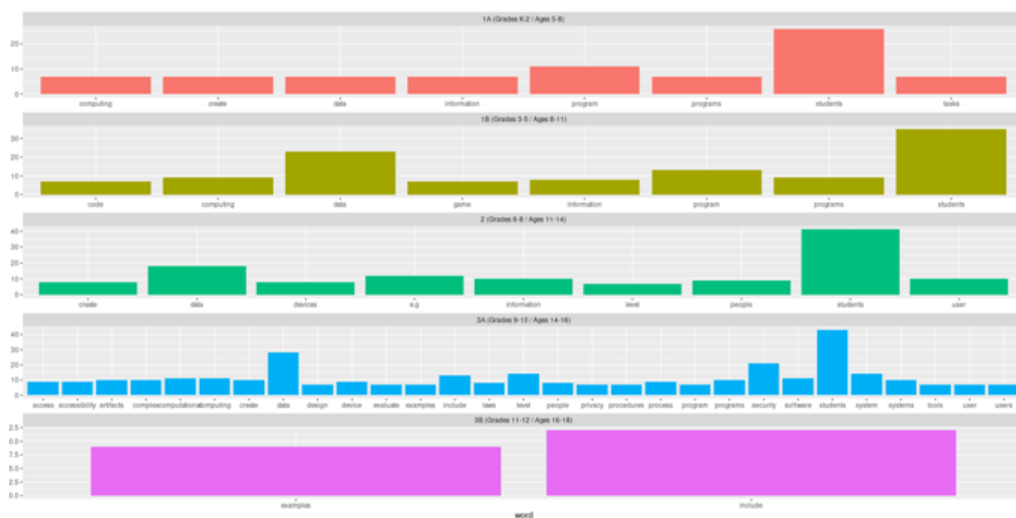 1A (Grades K-2 / Ages 5-8)
20
10
0
computing create data information program programs students tasks
1B (Grades 3-5 / Ages 8-11)
30
20
10
0
code computing data game information program programs students
2 (Grades 6-8 / Ages 11-14)
40
30
20
10
0
create data devices e.g information level people students user
3A (Grades 9-10 / Ages 14-16)
40
30
20
10
0
access accessibility artifacts complex computational computing create data design device evaluate examples include laws level people privacy procedures process program programs security software students system systems tools user users
3B (Grades 11-12 / Ages 16-18)
2.5
0.0
7.5
5.0
2.5
0.0
examples include
word